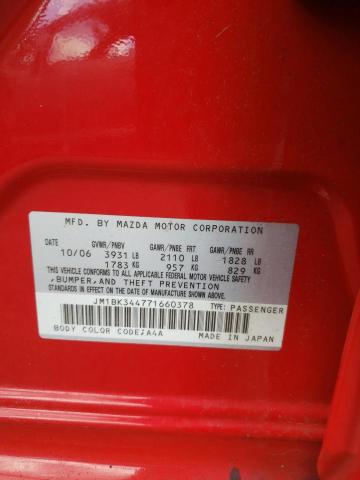 MFD. BY MAZDA MOTOR CORPORATION
DATE GVWR/PNBV GAWR/PNBE FRT GAWR/PNBE RR
10/06 3931 LB 2110 LB 1828 LB
1783 KG 957 KG 829 KG
THIS VEHICLE CONFORMS TO ALL APPLICABLE FEDERAL MOTOR VEHICLE SAFETY
,BUMPER,AND THEFT PREVENTION
STANDARDS IN EFFECT ON THE DATE OF MANUFACTURE SHOWN ABOVE.
JM1BK344771660378 TYPE: PASSENGER
BODY COLOR CODE;A4A MADE IN JAPAN